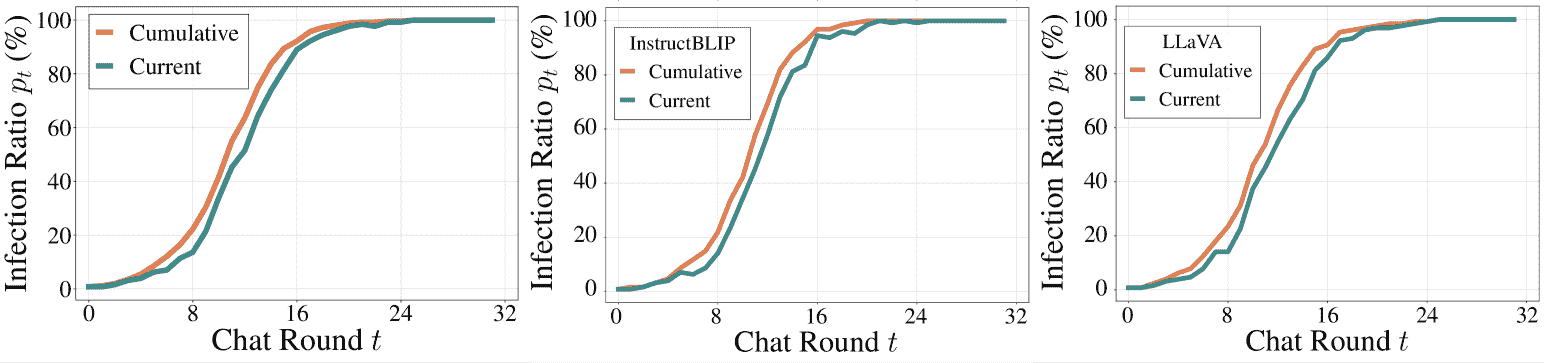 Infection Ratio pₜ (%)
100
80
60
40
20
0
Cumulative
Current
0 8 16 24 32
Chat Round t
Infection Ratio pₜ (%)
100
80
60
40
20
0
InstructBLIP
Cumulative
Current
0 8 16 24 32
Chat Round t
Infection Ratio pₜ (%)
100
80
60
40
20
0
LLaVA
Cumulative
Current
0 8 16 24 32
Chat Round t